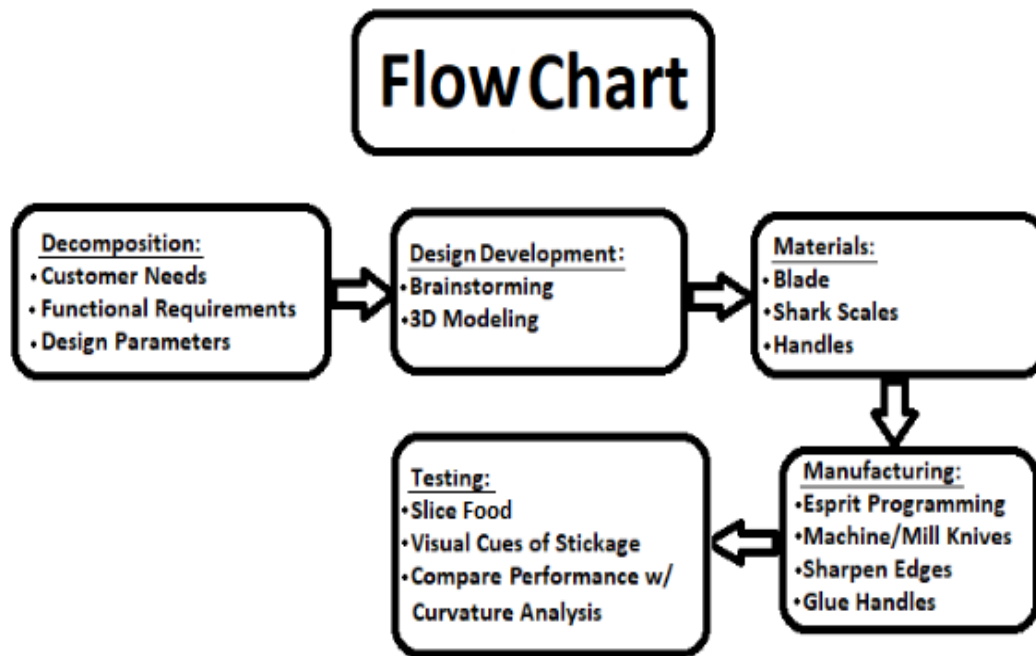 Flow Chart
Decomposition:
•Customer Needs
•Functional Requirements
•Design Parameters
Design Development:
•Brainstorming
•3D Modeling
Materials:
•Blade
•Shark Scales
•Handles
Manufacturing:
•Esprit Programming
•Machine/Mill Knives
•Sharpen Edges
•Glue Handles
Testing:
•Slice Food
•Visual Cues of Stickage
•Compare Performance w/
Curvature Analysis